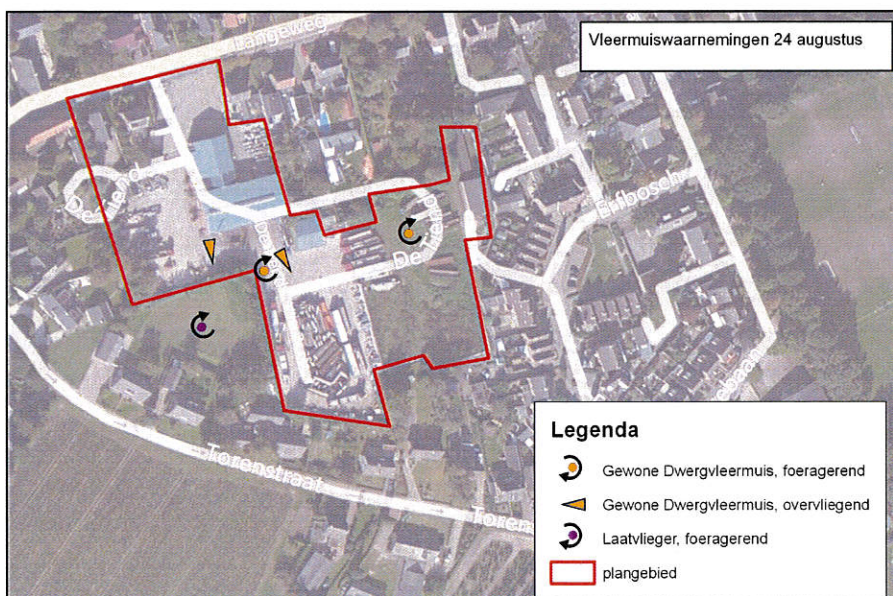 Vleermuiswaarnemingen 24 augustus
Langeweg
De Tiend
De Tiend
Erfbosch
Torenstraat
Legenda
Gewone Dwergvleermuis, foeragerend
Gewone Dwergvleermuis, overvliegend
Laatvlieger, foeragerend
plangebied